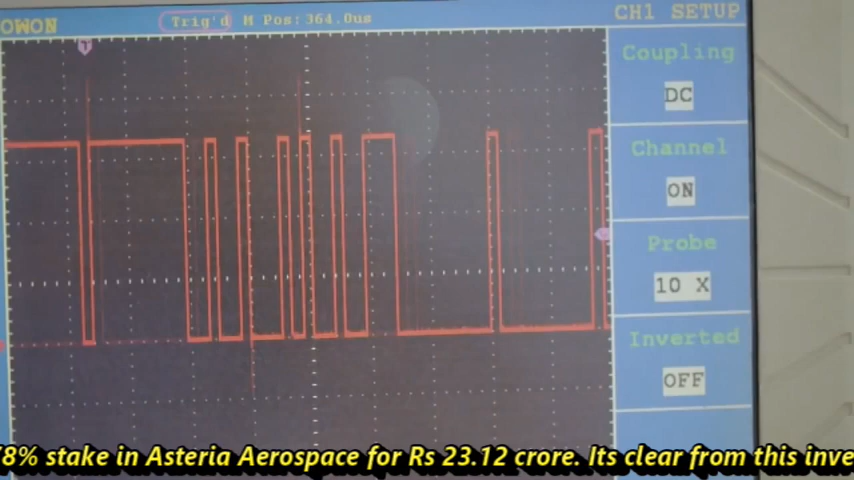 OWON Trig'd M Pos:364.0us CH1 SETUP
T
Coupling
DC
Channel
ON
Probe
10 X
Inverted
OFF
8% stake in Asteria Aerospace for Rs 23.12 crore. Its clear from this inve